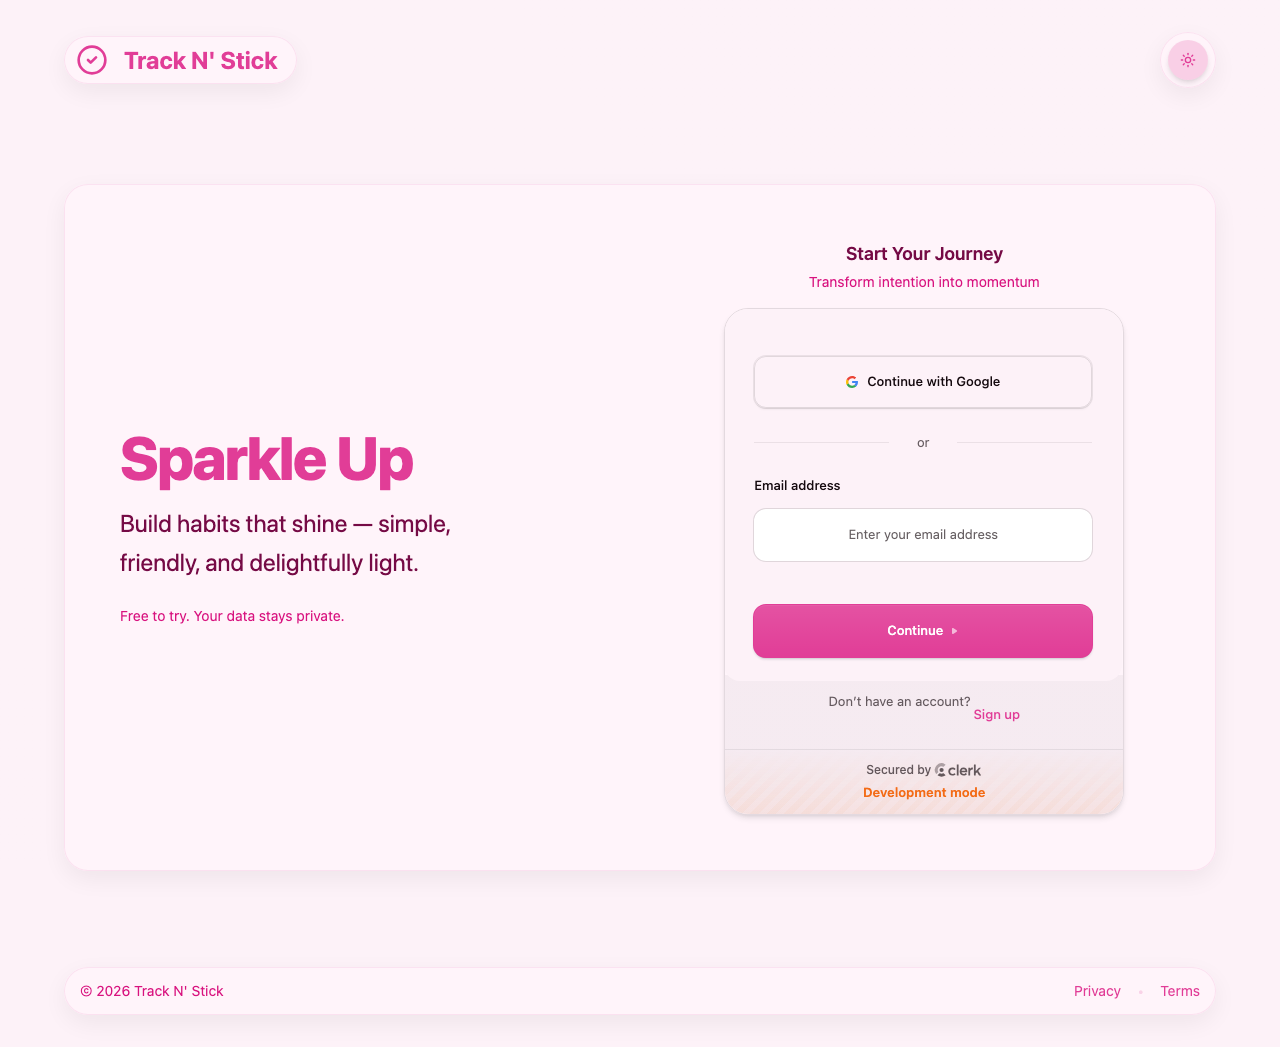 Track N' Stick
Sparkle Up
Build habits that shine — simple,
friendly, and delightfully light.
Free to try. Your data stays private.
Start Your Journey
Transform intention into momentum
Continue with Google
or
Email address
Enter your email address
Continue
Don't have an account?
Sign up
Secured by clerk
Development mode
© 2026 Track N' Stick
Privacy • Terms